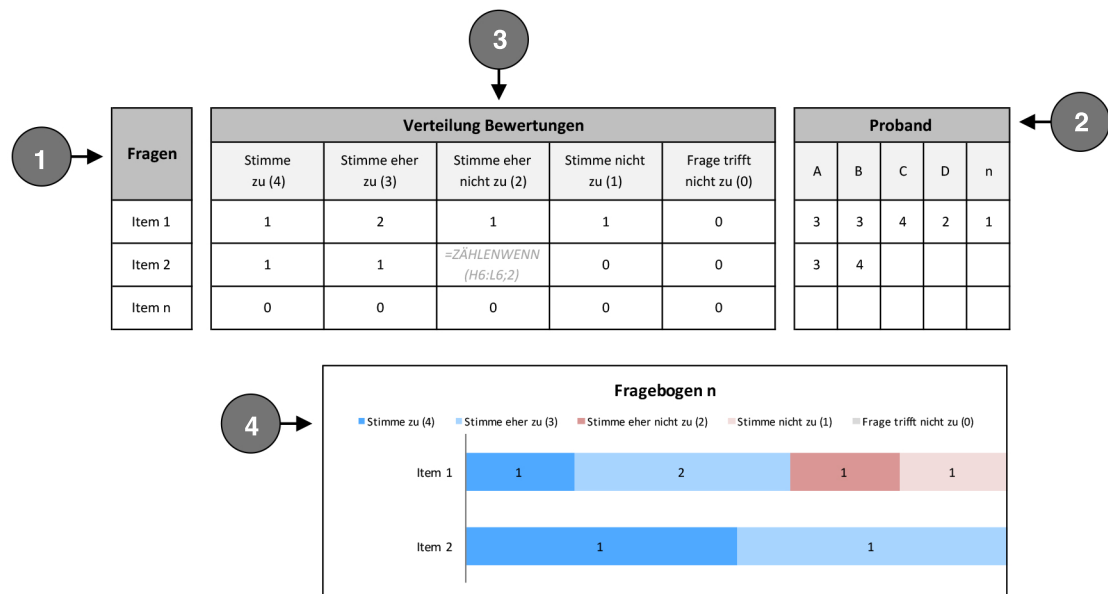 3
Verteilung Bewertungen
Proband
2
1
Fragen
Stimme zu (4)
Stimme eher zu (3)
Stimme eher nicht zu (2)
Stimme nicht zu (1)
Frage trifft nicht zu (0)
A B C D n
Item 1 1 2 1 1 0 3 3 4 2 1
Item 2 1 1 =ZÄHLENWENN (H6:L6;2) 0 0 3 4
Item n 0 0 0 0 0
4
Fragebogen n
Stimme zu (4) Stimme eher zu (3) Stimme eher nicht zu (2) Stimme nicht zu (1) Frage trifft nicht zu (0)
Item 1 1 2 1 1
Item 2 1 1